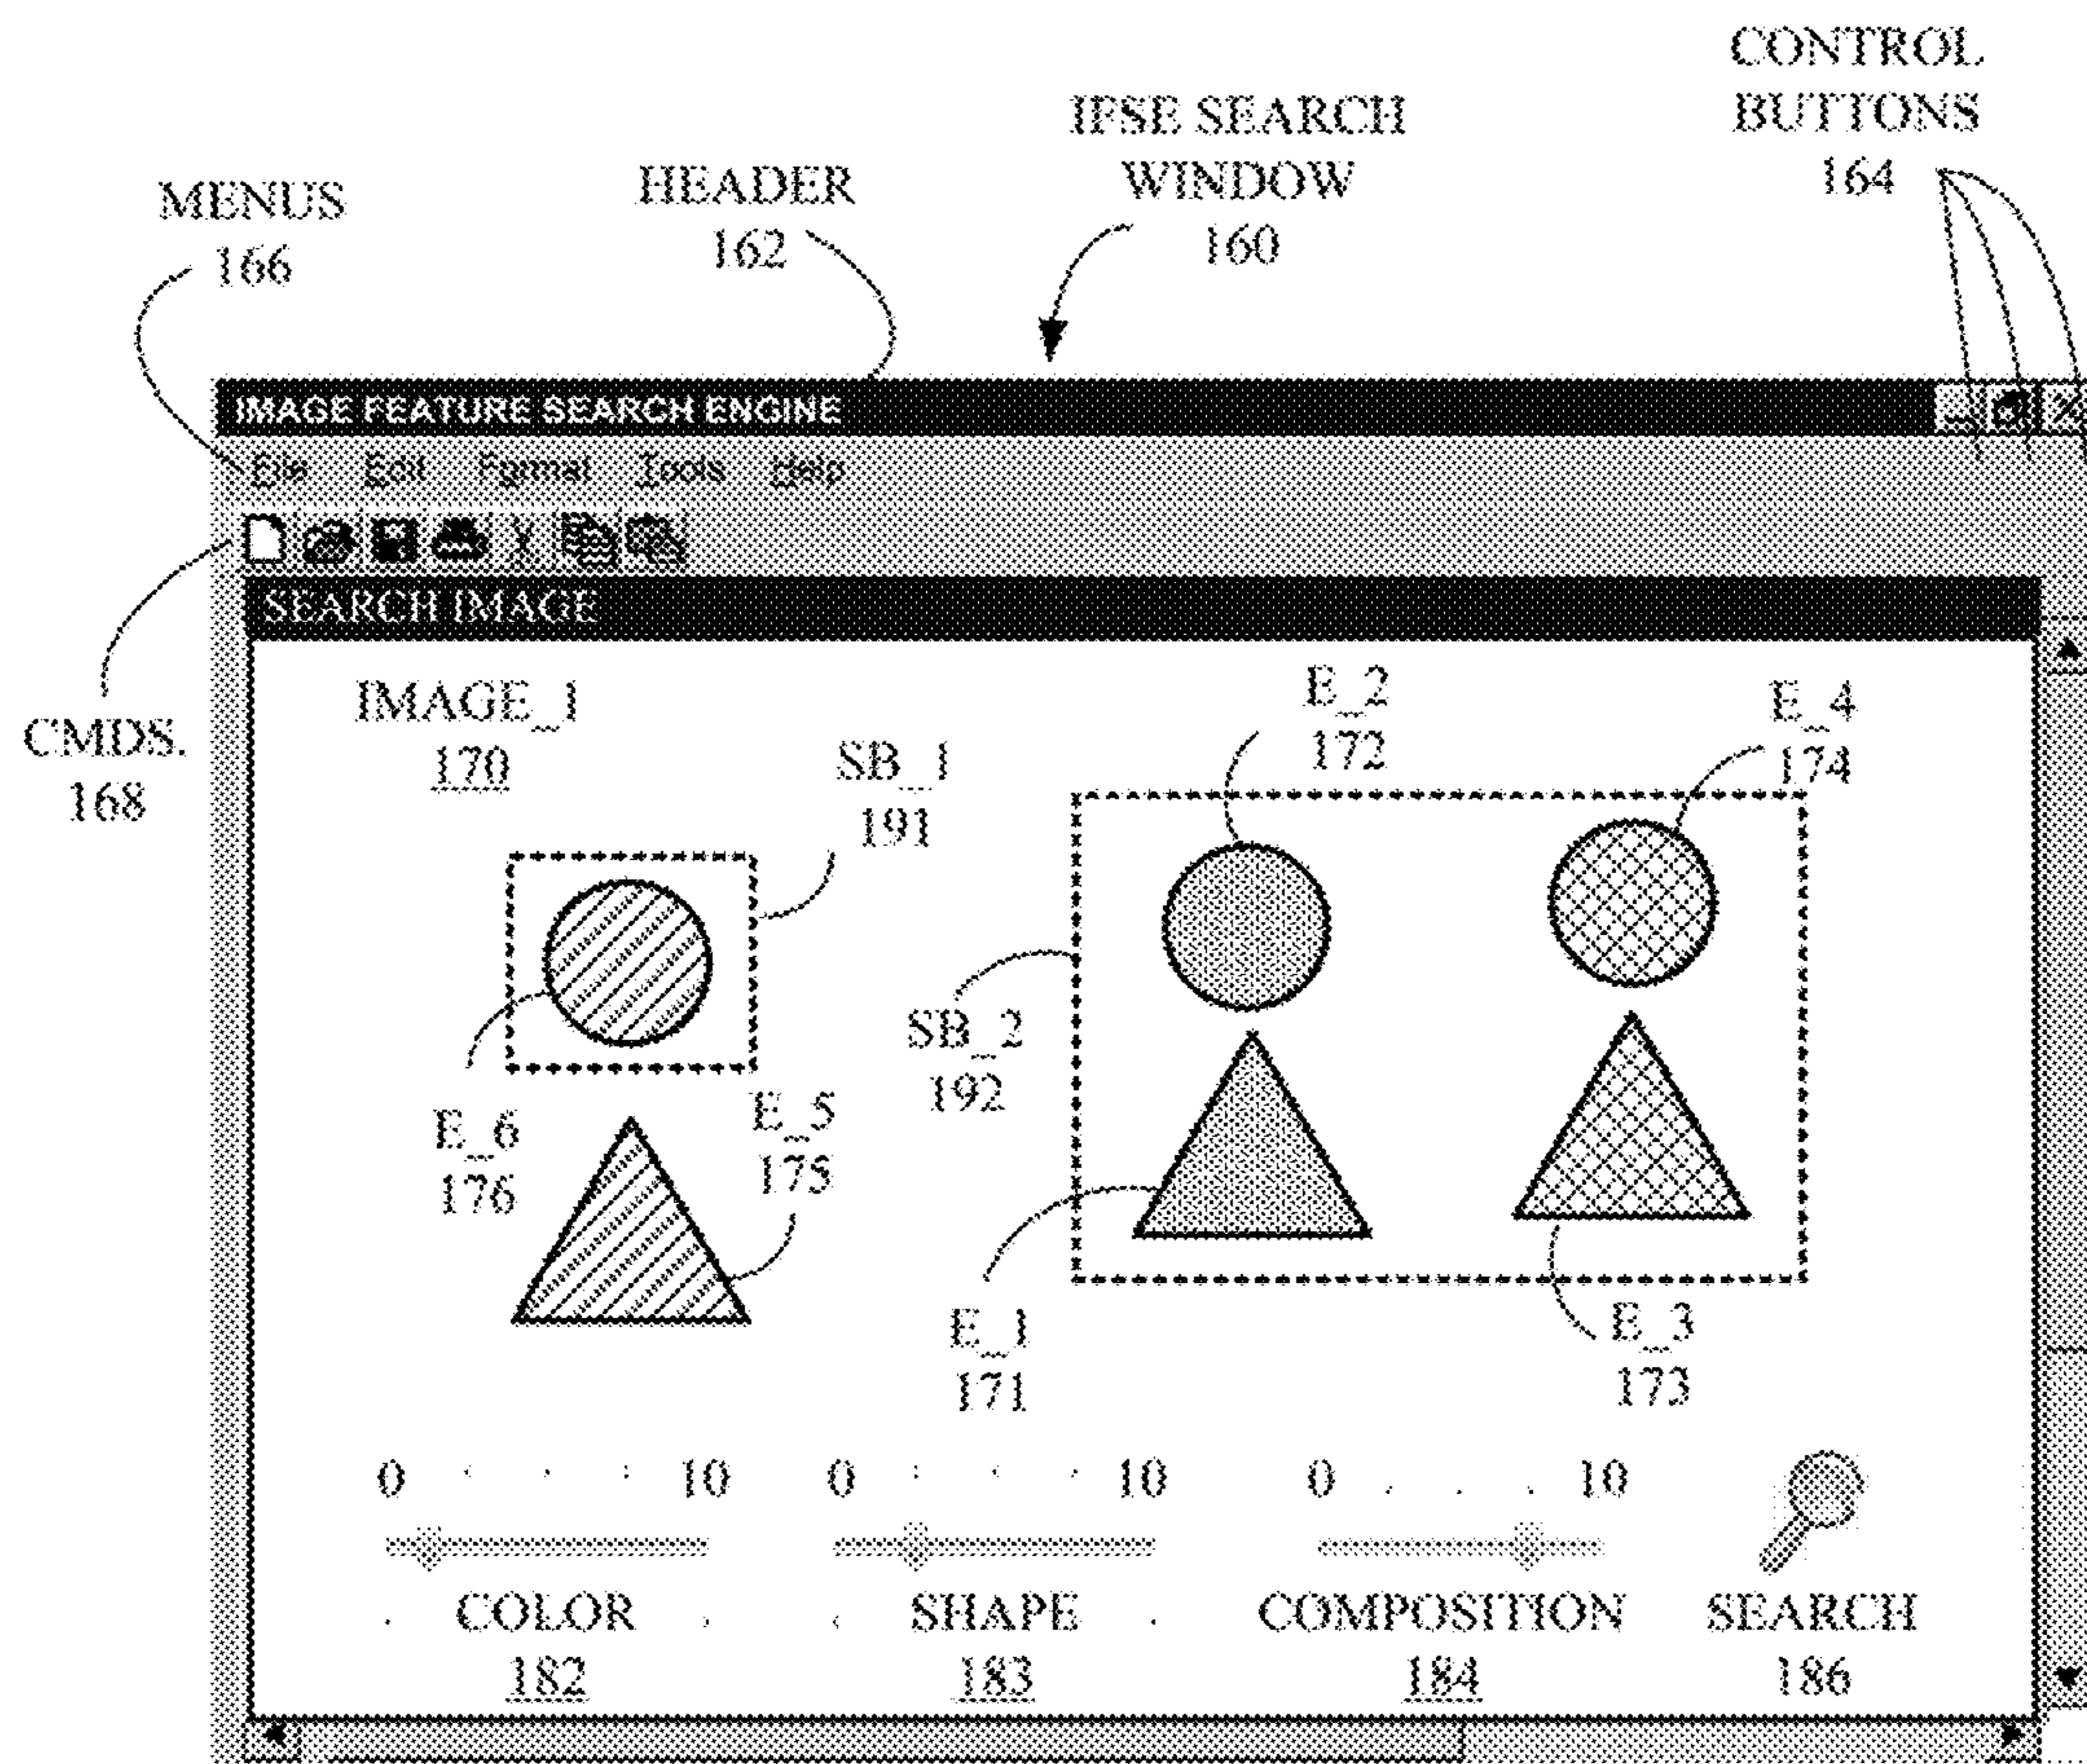 CONTROL
BUTTONS
164
IFSE SEARCH
WINDOW
160
HEADER
162
MENUS
166
IMAGE FEATURE SEARCH ENGINE
File Edit Format Tools Help
SEARCH IMAGE
CMDS.
168
IMAGE_1
170
SB_1
191
E_2
172
E_4
174
SB_2
192
E_6
176
E_5
175
E_1
171
E_3
173
0 10 0 10 0 10
COLOR SHAPE COMPOSITION SEARCH
182 183 184 186